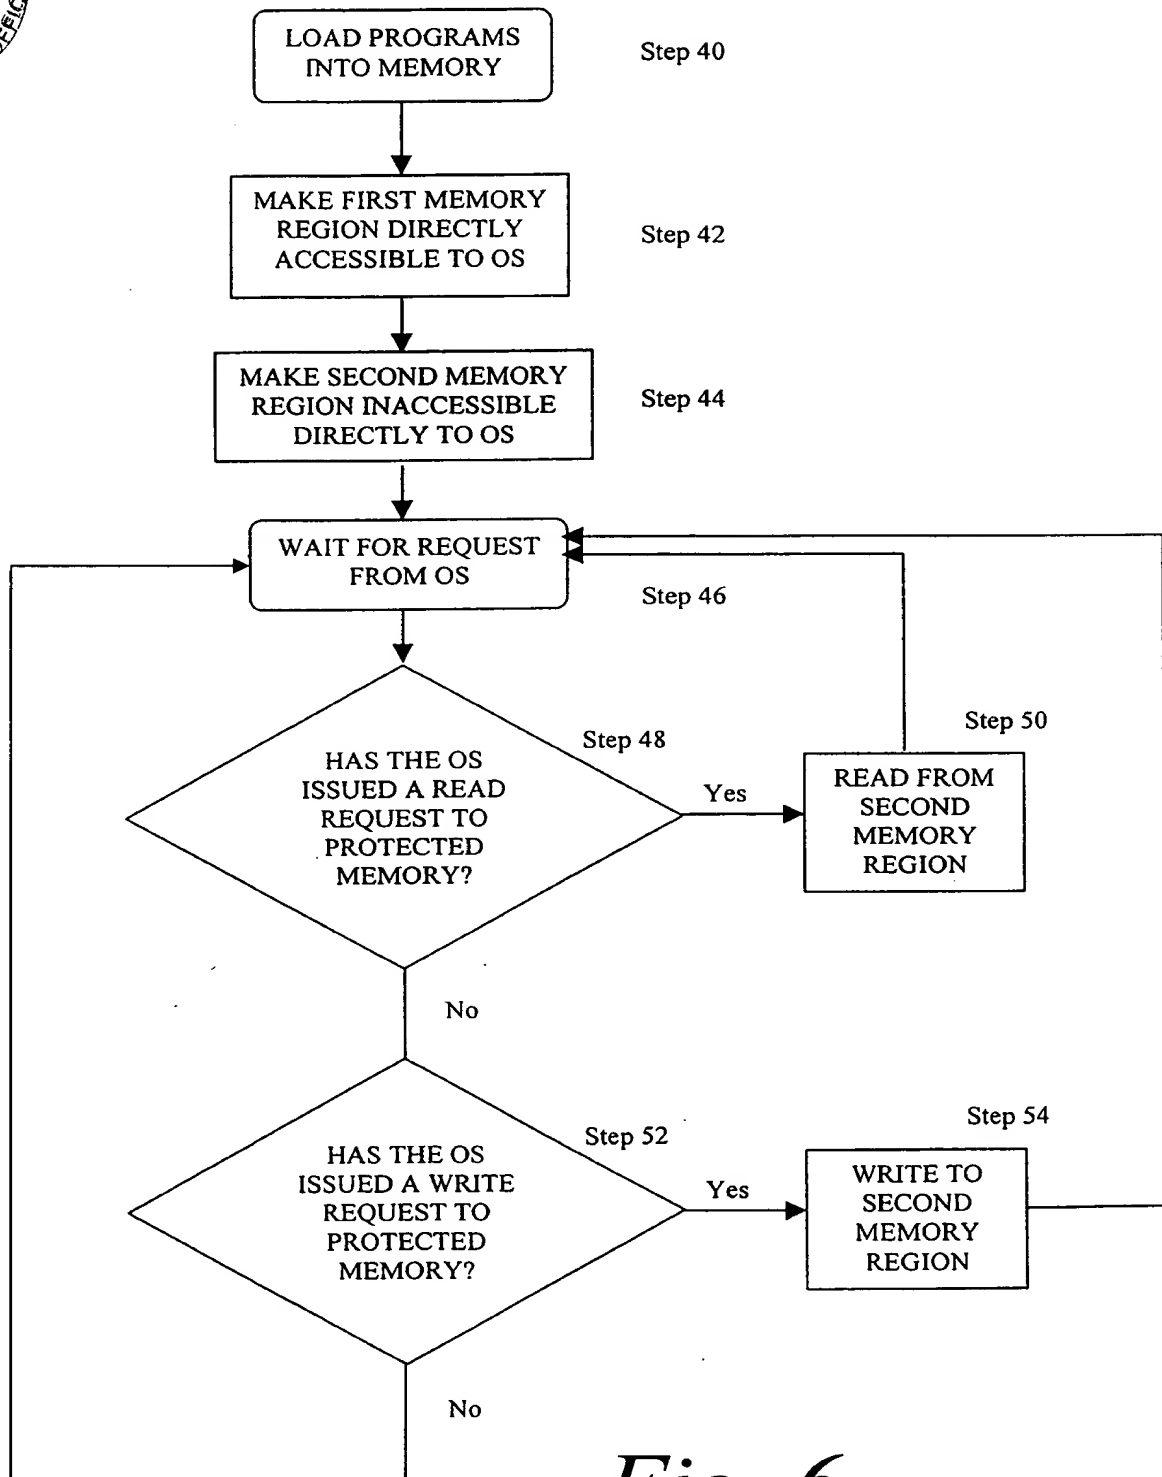 LOAD PROGRAMS
INTO MEMORY
Step 40
MAKE FIRST MEMORY
REGION DIRECTLY
ACCESSIBLE TO OS
Step 42
MAKE SECOND MEMORY
REGION INACCESSIBLE
DIRECTLY TO OS
Step 44
WAIT FOR REQUEST
FROM OS
Step 46
HAS THE OS
ISSUED A READ
REQUEST TO
PROTECTED
MEMORY?
Step 48
Yes
Step 50
READ FROM
SECOND
MEMORY
REGION
No
HAS THE OS
ISSUED A WRITE
REQUEST TO
PROTECTED
MEMORY?
Step 52
Yes
Step 54
WRITE TO
SECOND
MEMORY
REGION
No
Fig. 6